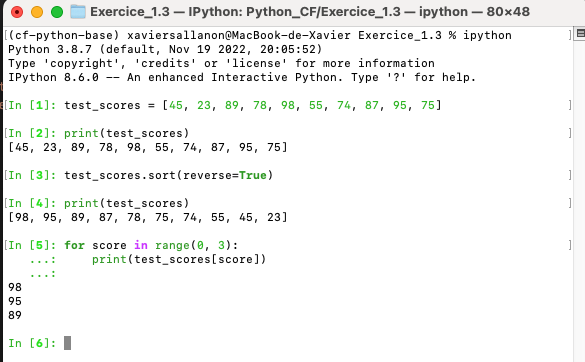 Exercice_1.3 — IPython: Python_CF/Exercice_1.3 — ipython — 80×48
[(cf-python-base) xaviersallanon@MacBook-de-Xavier Exercice_1.3 % ipython ]
Python 3.8.7 (default, Nov 19 2022, 20:05:52)
Type 'copyright', 'credits' or 'license' for more information
IPython 8.6.0 -- An enhanced Interactive Python. Type '?' for help.
[In [1]: test_scores = [45, 23, 89, 78, 98, 55, 74, 87, 95, 75] ]
[In [2]: print(test_scores) ]
[45, 23, 89, 78, 98, 55, 74, 87, 95, 75]
[In [3]: test_scores.sort(reverse=True) ]
[In [4]: print(test_scores) ]
[98, 95, 89, 87, 78, 75, 74, 55, 45, 23]
[In [5]: for score in range(0, 3): ]
...: print(test_scores[score])
...:
98
95
89
In [6]: